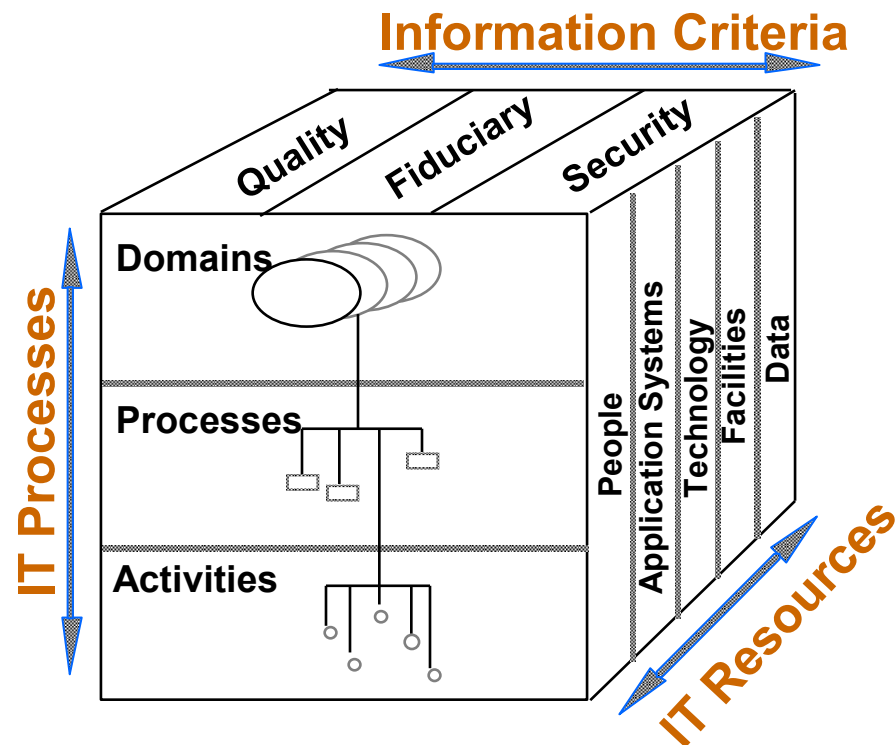 Information Criteria
Quality
Fiduciary
Security
IT Processes
Domains
Processes
Activities
People
Application Systems
Technology
Facilities
Data
IT Resources